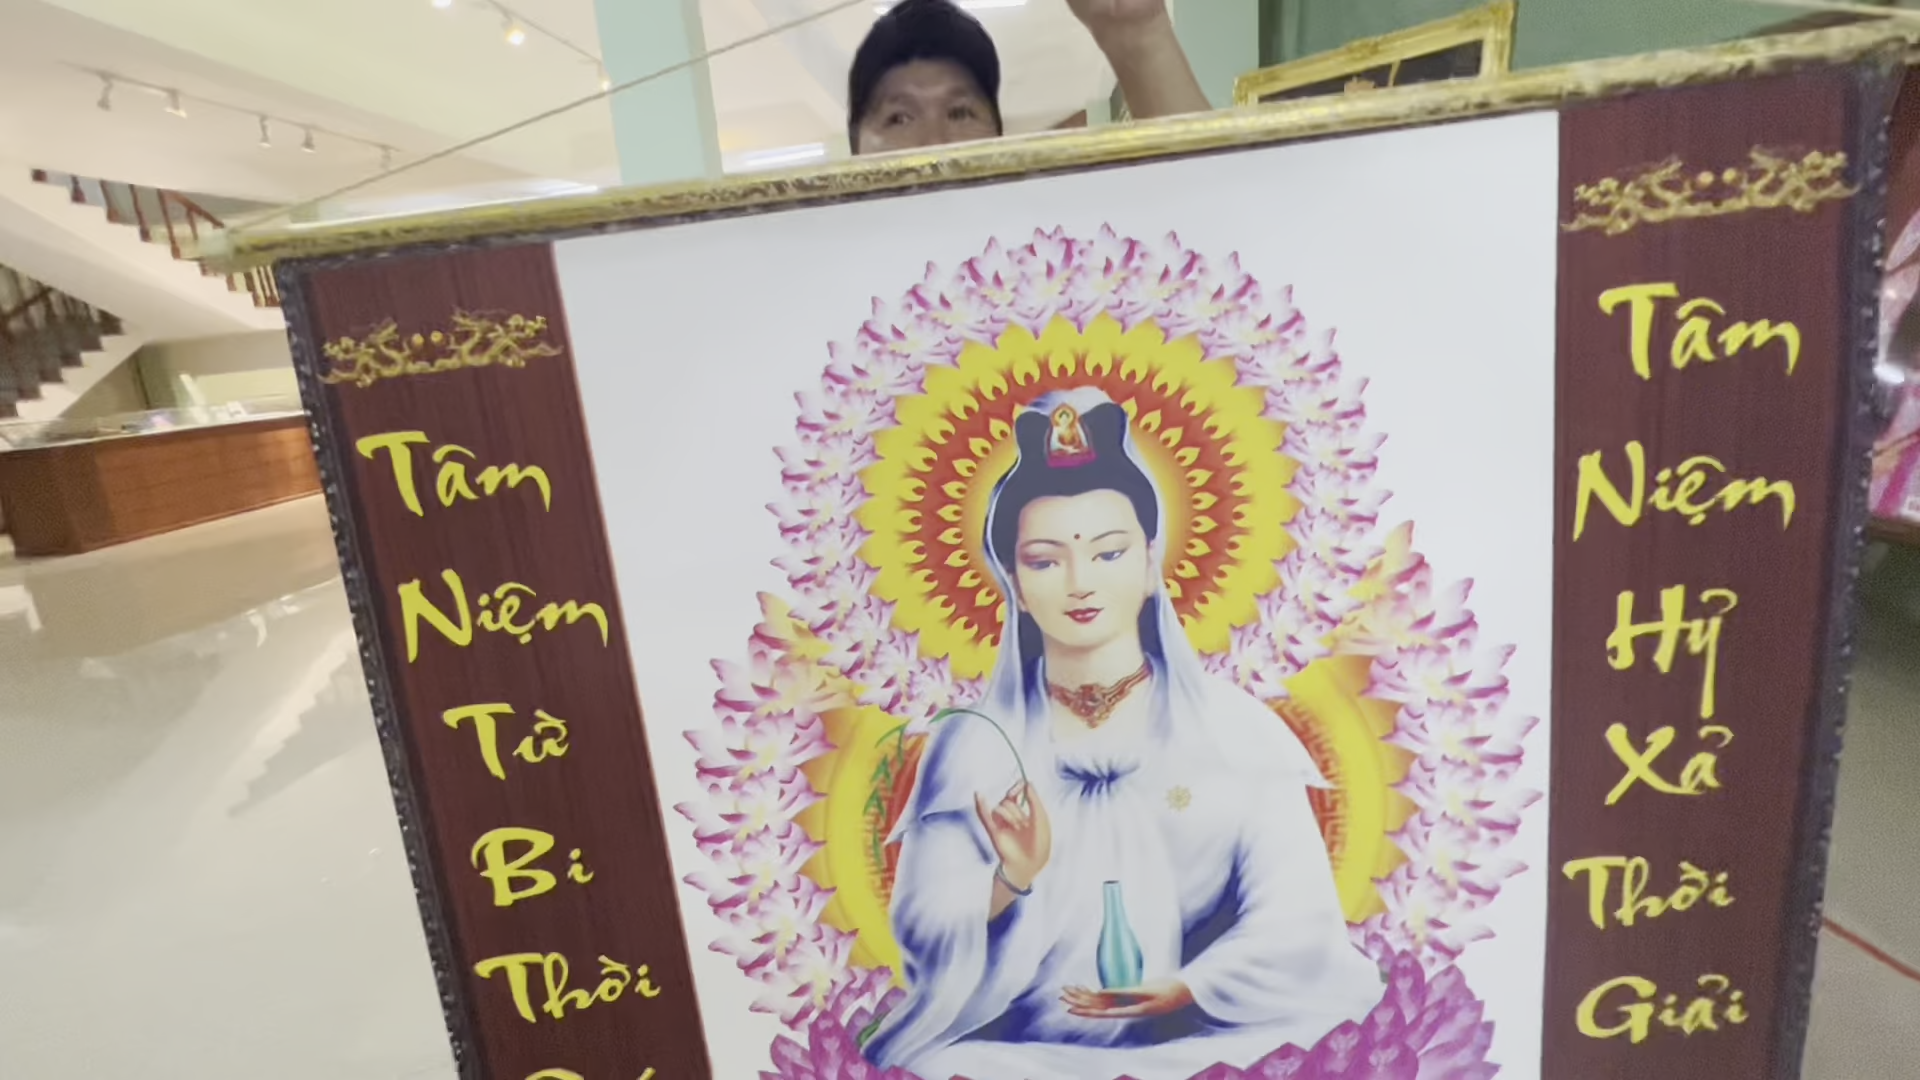 Tâm
Niệm
Từ
Bi
Thời
Tâm
Niệm
Hỷ
Xả
Thời
Giải